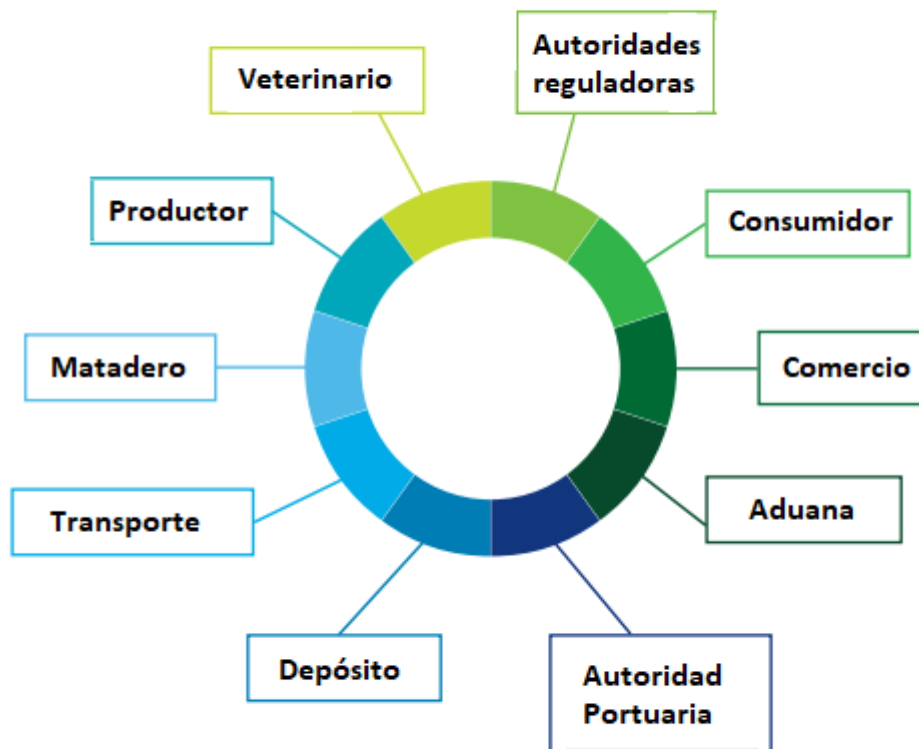 Autoridades
reguladoras
Veterinario
Productor
Consumidor
Matadero
Comercio
Transporte
Aduana
Depósito
Autoridad
Portuaria